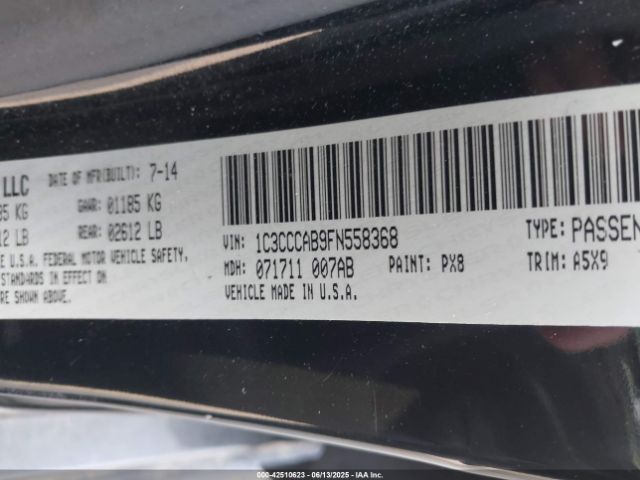 LLC DATE OF MFR(BUILT): 7-14
KG GAWR: 01185 KG
12 LB REAR: 02612 LB
E U.S.A. FEDERAL MOTOR VEHICLE SAFETY.
STANDARDS IN EFFECT ON
RE SHOWN ABOVE.
VIN: 1C3CCCAB9FN558368 TYPE: PASSEN
MDH: 071711 007AB PAINT: PX8 TRIM: A5X9
VEHICLE MADE IN U.S.A.
000-42510623 - 06/13/2025 - IAA Inc.